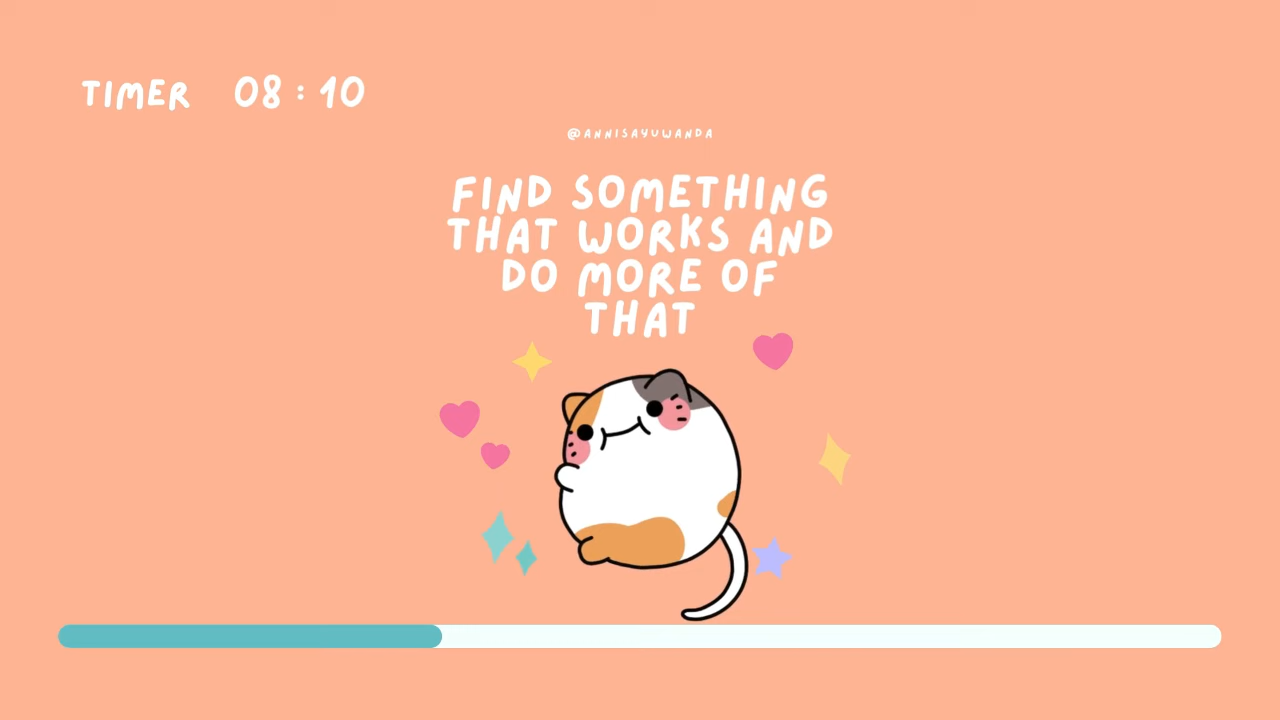 TIMER 08 : 10
@ANNISAYUWANDA
FIND SOMETHING
THAT WORKS AND
DO MORE OF
THAT